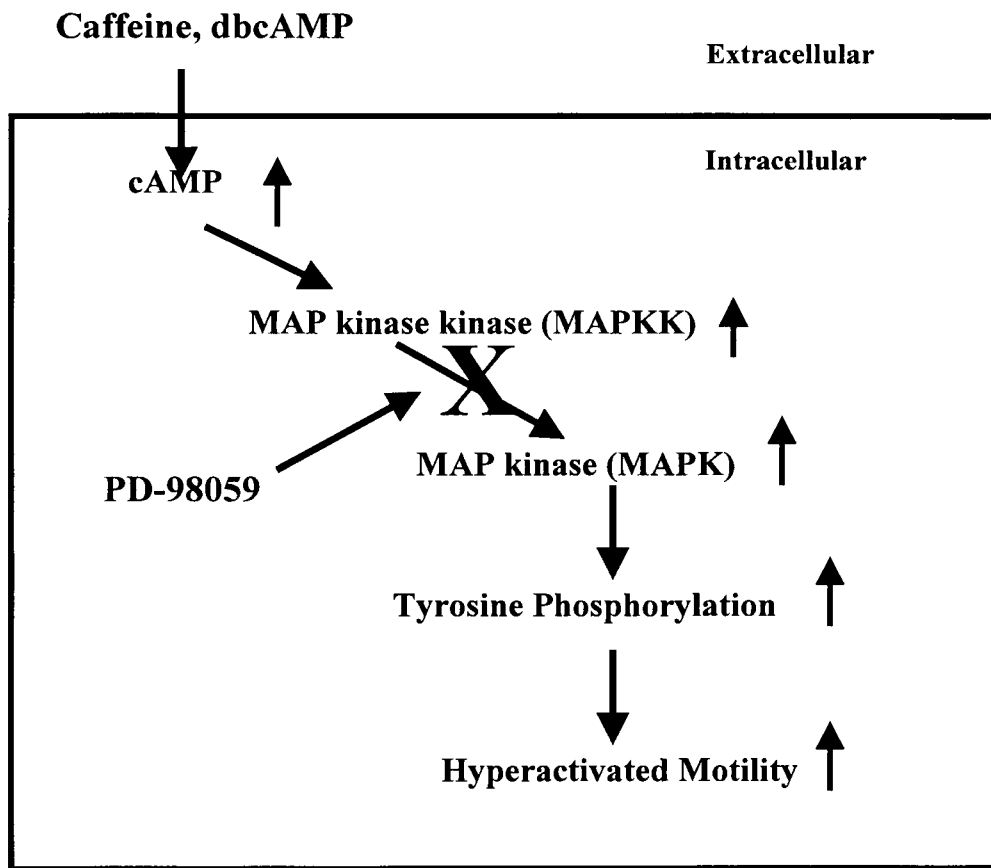 Caffeine, dbcAMP
Extracellular
Intracellular
cAMP
MAP kinase kinase (MAPKK)
X
MAP kinase (MAPK)
PD-98059
Tyrosine Phosphorylation
Hyperactivated Motility